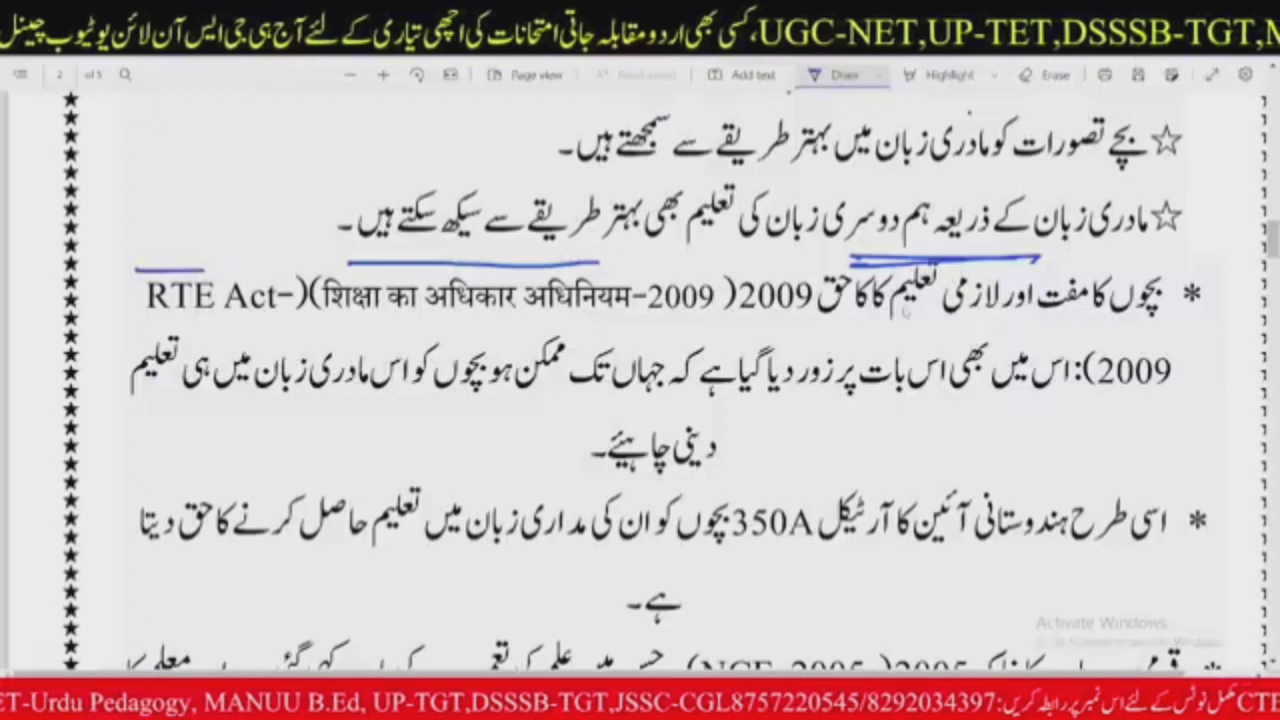 کسی بھی اردو مقابلہ جاتی امتحانات کی اچھی تیاری کے لئے آج ہی جی ایس آن لائن یوٹیوب چینل ،UGC-NET,UP-TET,DSSSB-TGT
2 of 5 Page view Add text Draw Highlight Erase
☆ بچے تصورات کو مادری زبان میں بہتر طریقے سے سمجھتے ہیں۔
☆ مادری زبان کے ذریعہ ہم دوسری زبان کی تعلیم بھی بہتر طریقے سے سیکھ سکتے ہیں۔
* بچوں کا مفت اور لازمی تعلیم کا کا حق 2009( शिक्षा का अधिकार अधिनियम-2009)(RTE Act-
2009): اس میں بھی اس بات پر زور دیا گیا ہے کہ جہاں تک ممکن ہو بچوں کو اس مادری زبان میں ہی تعلیم
دینی چاہیئے۔
* اسی طرح ہندوستانی آئین کا آرٹیکل 350A بچوں کو ان کی مداری زبان میں تعلیم حاصل کرنے کا حق دیتا
ہے۔
Activate Windows
ET-Urdu Pedagogy, MANUU B.Ed, UP-TGT,DSSSB-TGT,JSSC-CGL مکمل نوٹس کے لئے اس نمبر پر رابطہ کریں:8757220545/8292034397 CTE